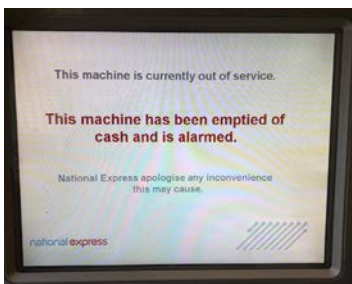 This machine is currently out of service.
This machine has been emptied of
cash and is alarmed.
National Express apologise any inconvenience
this may cause.
national express